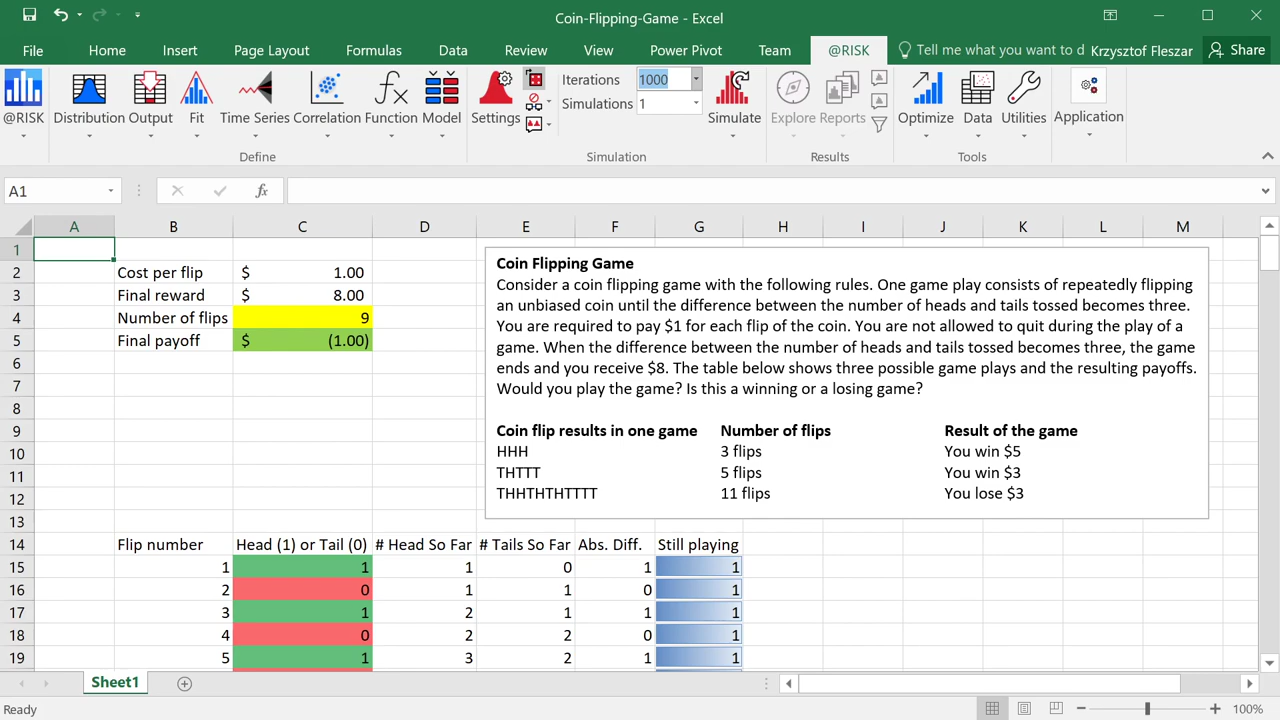 Coin-Flipping-Game - Excel
File Home Insert Page Layout Formulas Data Review View Power Pivot Team @RISK Tell me what you want to d Krzysztof Fleszar Share
Iterations 1000
Simulations 1
@RISK Distribution Output Fit Time Series Correlation Function Model Settings Simulate Explore Reports Optimize Data Utilities Application
Define Simulation Results Tools
A1 fx
A B C D E F G H I J K L M
1
2 Cost per flip $ 1.00
3 Final reward $ 8.00
4 Number of flips 9
5 Final payoff $ (1.00)
6
7
8
9
10
11
12
13
Coin Flipping Game
Consider a coin flipping game with the following rules. One game play consists of repeatedly flipping
an unbiased coin until the difference between the number of heads and tails tossed becomes three.
You are required to pay $1 for each flip of the coin. You are not allowed to quit during the play of a
game. When the difference between the number of heads and tails tossed becomes three, the game
ends and you receive $8. The table below shows three possible game plays and the resulting payoffs.
Would you play the game? Is this a winning or a losing game?
Coin flip results in one game Number of flips Result of the game
HHH 3 flips You win $5
THTTT 5 flips You win $3
THHTHTHTTTT 11 flips You lose $3
14 Flip number Head (1) or Tail (0) # Head So Far # Tails So Far Abs. Diff. Still playing
15 1 1 1 0 1 1
16 2 0 1 1 0 1
17 3 1 2 1 1 1
18 4 0 2 2 0 1
19 5 1 3 2 1 1
Sheet1
Ready 100%